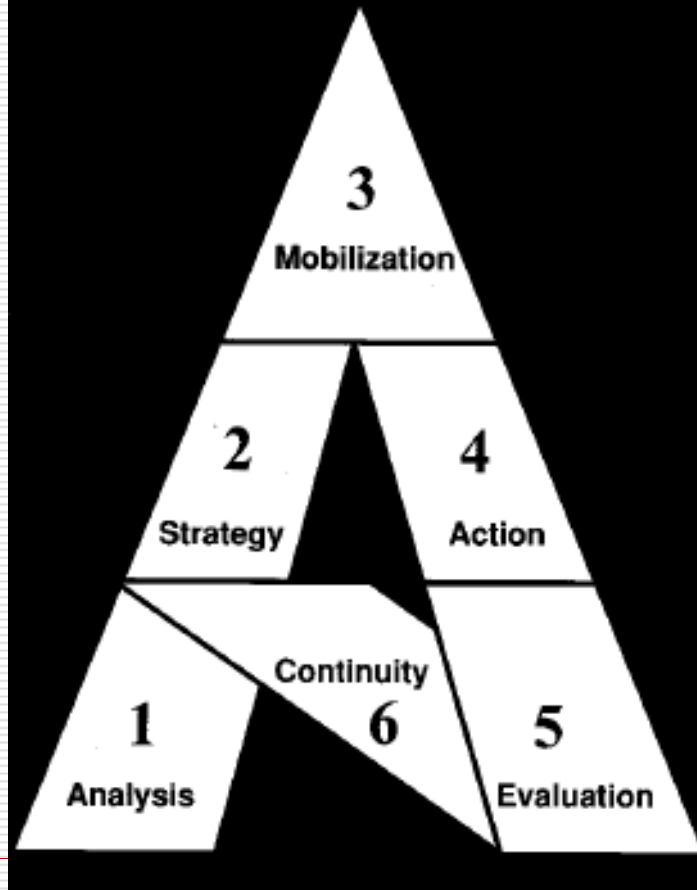 3
Mobilization
2
Strategy
4
Action
Continuity
6
1
Analysis
5
Evaluation